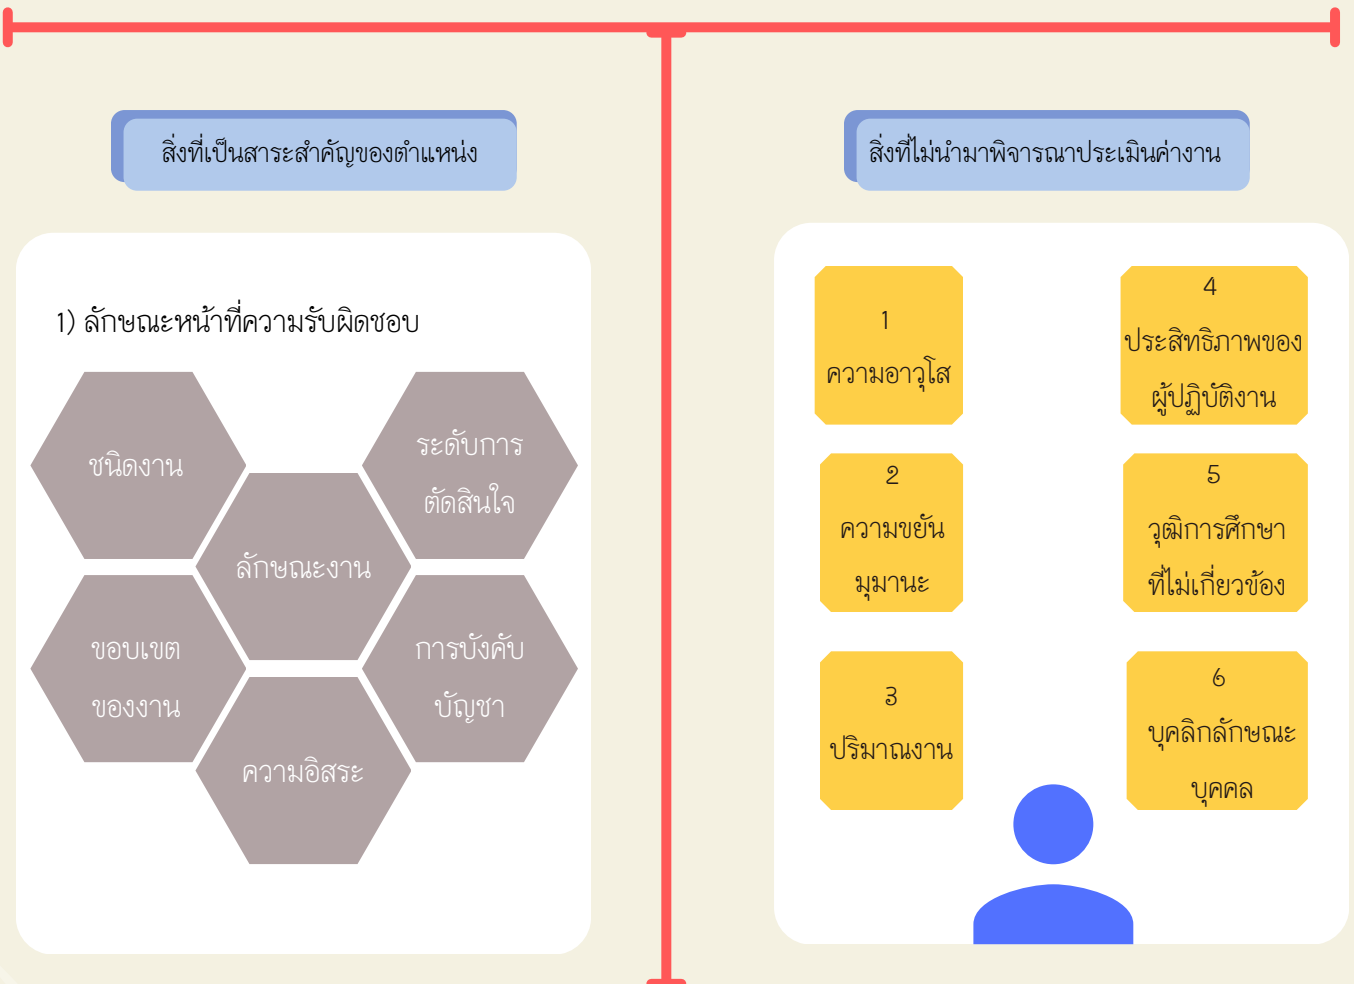 สิ่งที่เป็นสาระสำคัญของตำแหน่ง
1) ลักษณะหน้าที่ความรับผิดชอบ
ชนิดงาน
ระดับการ
ตัดสินใจ
ลักษณะงาน
ขอบเขต
ของงาน
การบังคับ
บัญชา
ความอิสระ
สิ่งที่ไม่นำมาพิจารณาประเมินค่างาน
1
ความอาวุโส
2
ความขยัน
มุมานะ
3
ปริมาณงาน
4
ประสิทธิภาพของ
ผู้ปฏิบัติงาน
5
วุฒิการศึกษา
ที่ไม่เกี่ยวข้อง
6
บุคลิกลักษณะ
บุคคล